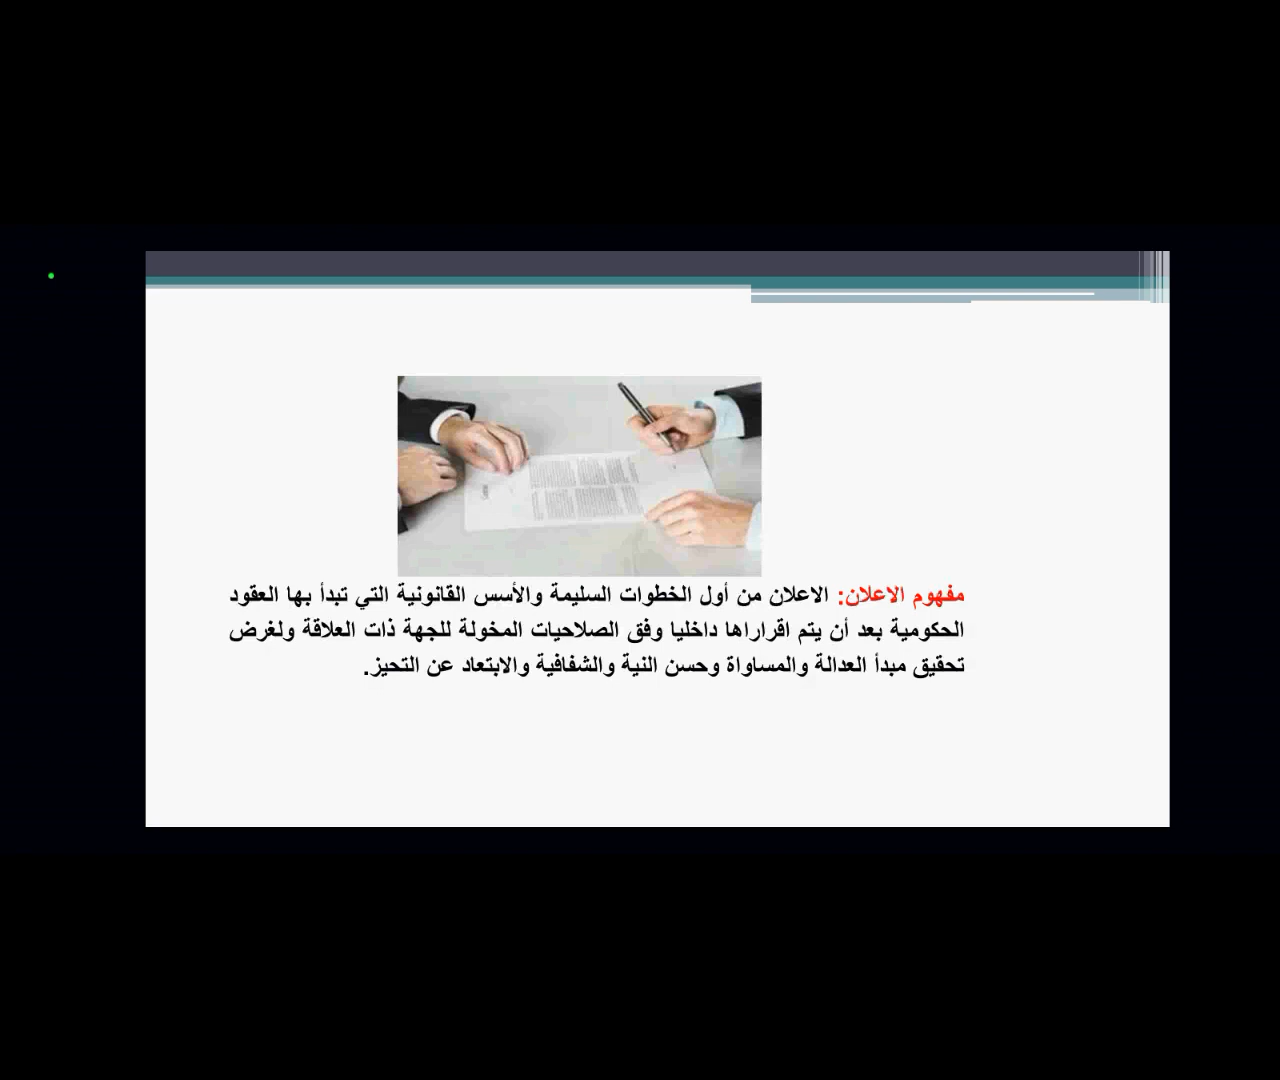 مفهوم الاعلان: الاعلان من أول الخطوات السليمة والأسس القانونية التي تبدأ بها العقود
الحكومية بعد أن يتم اقراراها داخليا وفق الصلاحيات المخولة للجهة ذات العلاقة ولغرض
تحقيق مبدأ العدالة والمساواة وحسن النية والشفافية والابتعاد عن التحيز.